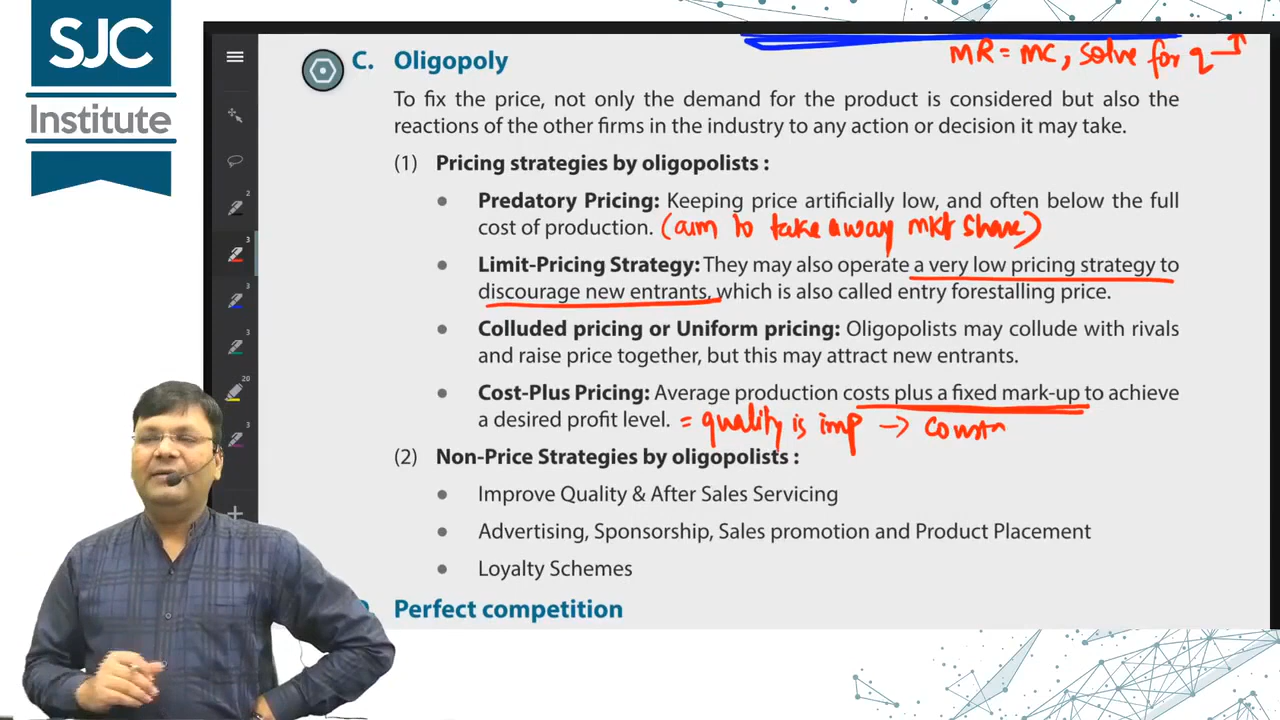 SJC
Institute
MR = MC, solve for q
C. Oligopoly
To fix the price, not only the demand for the product is considered but also the
reactions of the other firms in the industry to any action or decision it may take.
(1) Pricing strategies by oligopolists :
● Predatory Pricing: Keeping price artificially low, and often below the full
cost of production. (aim to take away mkt share)
● Limit-Pricing Strategy: They may also operate a very low pricing strategy to
discourage new entrants, which is also called entry forestalling price.
● Colluded pricing or Uniform pricing: Oligopolists may collude with rivals
and raise price together, but this may attract new entrants.
● Cost-Plus Pricing: Average production costs plus a fixed mark-up to achieve
a desired profit level. = quality is imp →
(2) Non-Price Strategies by oligopolists :
● Improve Quality & After Sales Servicing
● Advertising, Sponsorship, Sales promotion and Product Placement
● Loyalty Schemes
Perfect competition
2
3
3
3
20